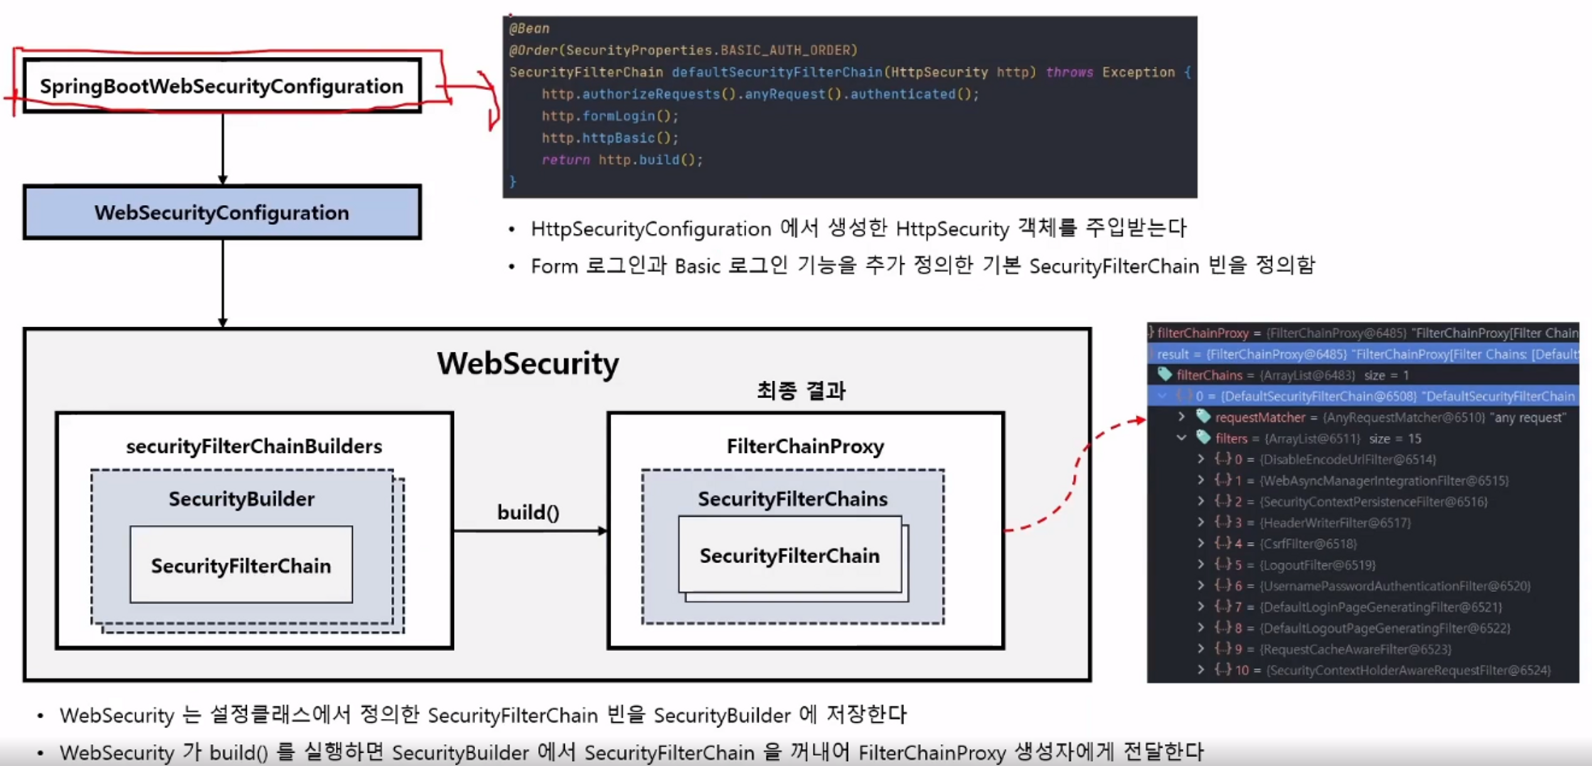 SpringBootWebSecurityConfiguration
@Bean
@Order(SecurityProperties.BASIC_AUTH_ORDER)
SecurityFilterChain defaultSecurityFilterChain(HttpSecurity http) throws Exception {
http.authorizeRequests().anyRequest().authenticated();
http.formLogin();
http.httpBasic();
return http.build();
}
WebSecurityConfiguration
• HttpSecurityConfiguration 에서 생성한 HttpSecurity 객체를 주입받는다
• Form 로그인과 Basic 로그인 기능을 추가 정의한 기본 SecurityFilterChain 빈을 정의함
WebSecurity
securityFilterChainBuilders
SecurityBuilder
SecurityFilterChain
build()
최종 결과
FilterChainProxy
SecurityFilterChains
SecurityFilterChain
} filterChainProxy = {FilterChainProxy@6485} "FilterChainProxy[Filter Chain
result = {FilterChainProxy@6485} "FilterChainProxy[Filter Chains: [DefaultS
filterChains = {ArrayList@6483} size = 1
0 = {DefaultSecurityFilterChain@6508} "DefaultSecurityFilterChain
requestMatcher = {AnyRequestMatcher@6510} "any request"
filters = {ArrayList@6511} size = 15
{..} 0 = {DisableEncodeUrlFilter@6514}
{..} 1 = {WebAsyncManagerIntegrationFilter@6515}
{..} 2 = {SecurityContextPersistenceFilter@6516}
{..} 3 = {HeaderWriterFilter@6517}
{..} 4 = {CsrfFilter@6518}
{..} 5 = {LogoutFilter@6519}
{..} 6 = {UsernamePasswordAuthenticationFilter@6520}
{..} 7 = {DefaultLoginPageGeneratingFilter@6521}
{..} 8 = {DefaultLogoutPageGeneratingFilter@6522}
{..} 9 = {RequestCacheAwareFilter@6523}
{..} 10 = {SecurityContextHolderAwareRequestFilter@6524}
• WebSecurity 는 설정클래스에서 정의한 SecurityFilterChain 빈을 SecurityBuilder 에 저장한다
• WebSecurity 가 build() 를 실행하면 SecurityBuilder 에서 SecurityFilterChain 을 꺼내어 FilterChainProxy 생성자에게 전달한다